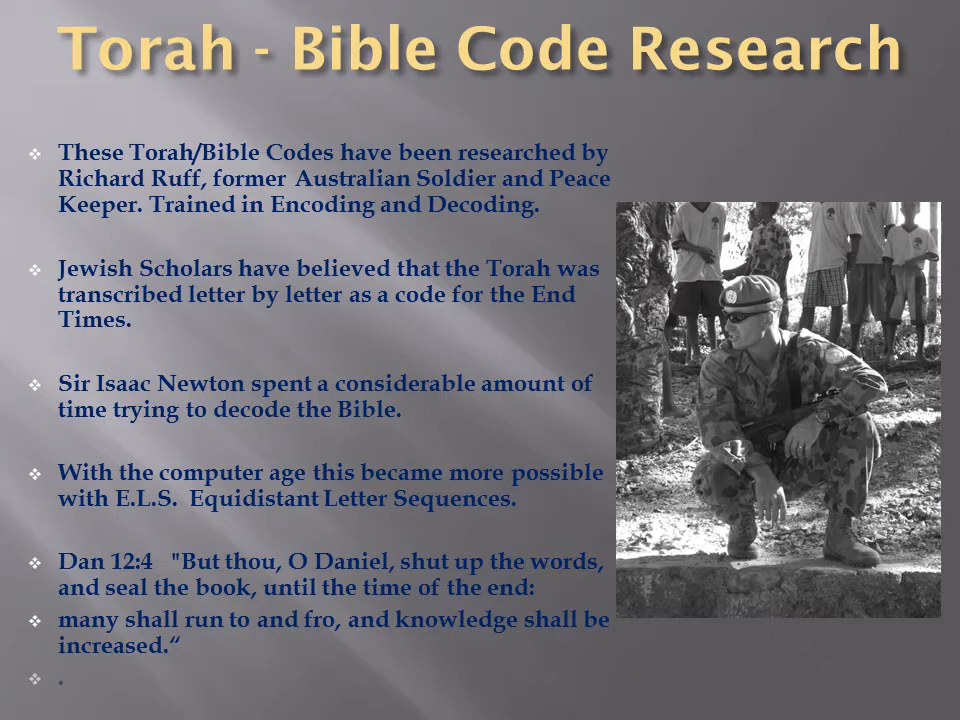 Torah - Bible Code Research
These Torah/Bible Codes have been researched by
Richard Ruff, former Australian Soldier and Peace
Keeper. Trained in Encoding and Decoding.
Jewish Scholars have believed that the Torah was
transcribed letter by letter as a code for the End
Times.
Sir Isaac Newton spent a considerable amount of
time trying to decode the Bible.
With the computer age this became more possible
with E.L.S. Equidistant Letter Sequences.
Dan 12:4 "But thou, O Daniel, shut up the words,
and seal the book, until the time of the end:
many shall run to and fro, and knowledge shall be
increased.“
.